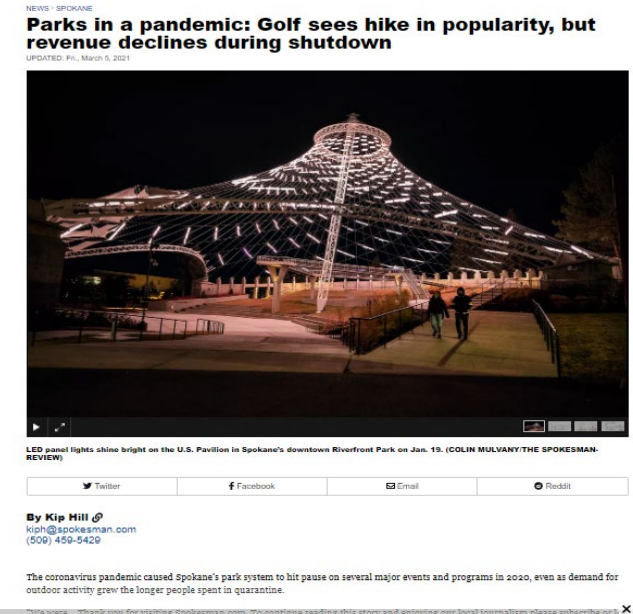 NEWS › SPOKANE
Parks in a pandemic: Golf sees hike in popularity, but
revenue declines during shutdown
UPDATED: Fri., March 5, 2021
LED panel lights shine bright on the U.S. Pavilion in Spokane's downtown Riverfront Park on Jan. 19. (COLIN MULVANY/THE SPOKESMAN-
REVIEW)
Twitter
Facebook
Email
Reddit
By Kip Hill
kiph@spokesman.com
(509) 459-5429
The coronavirus pandemic caused Spokane's park system to hit pause on several major events and programs in 2020, even as demand for
outdoor activity grew the longer people spent in quarantine.
"We were... Thank you for visiting Spokesman.com. To continue reading this story and enjoying our local journalism please subscribe or